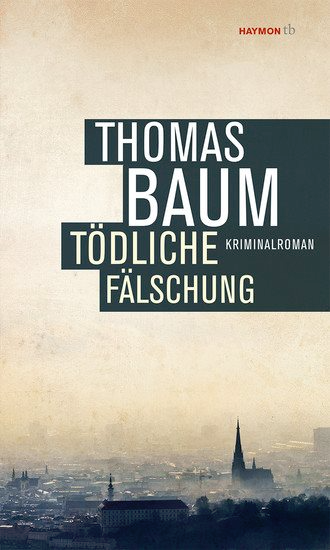 HAYMON tb
THOMAS
BAUM
TÖDLICHE KRIMINALROMAN
FÄLSCHUNG